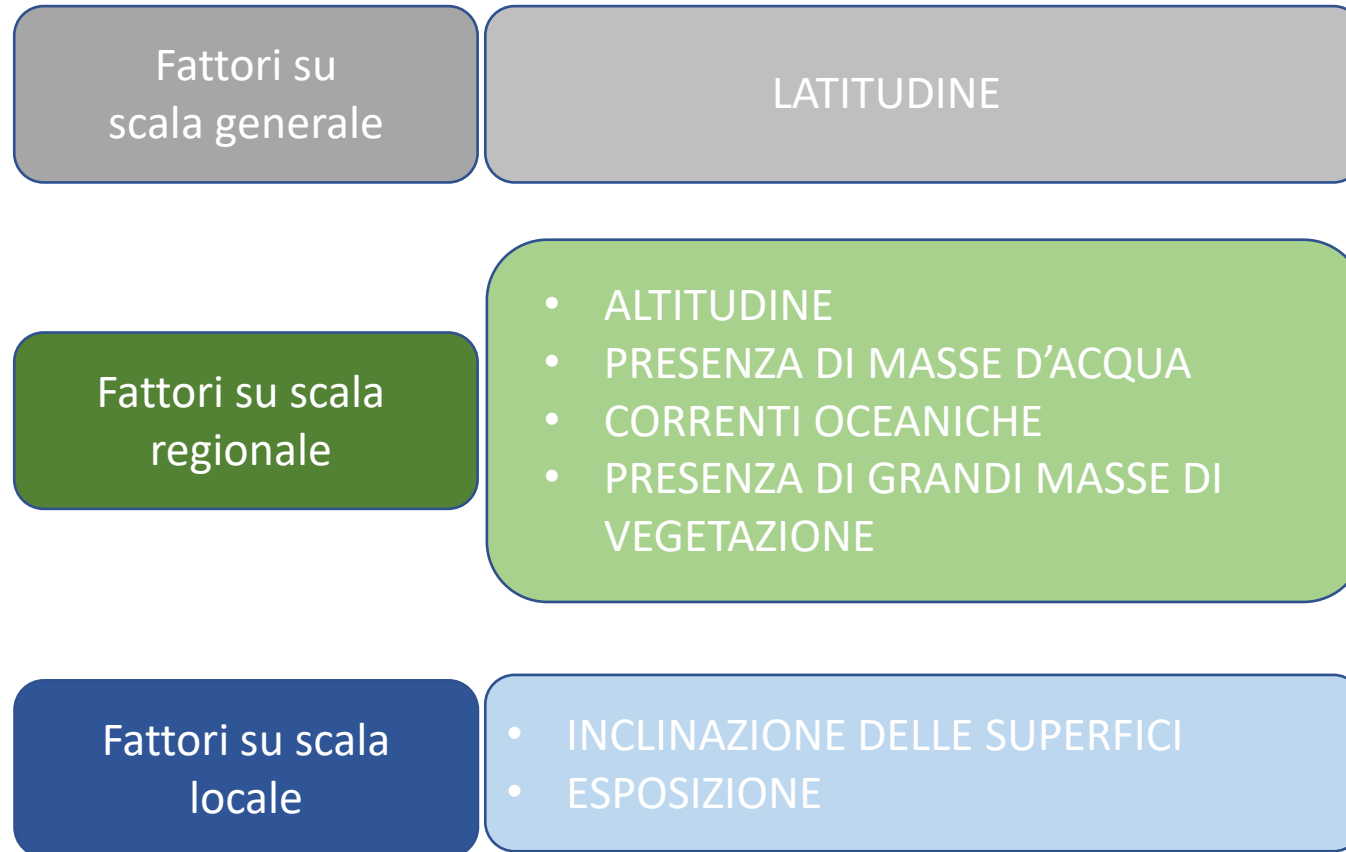 Fattori su
scala generale
LATITUDINE
Fattori su scala
regionale
• ALTITUDINE
• PRESENZA DI MASSE D’ACQUA
• CORRENTI OCEANICHE
• PRESENZA DI GRANDI MASSE DI
VEGETAZIONE
Fattori su scala
locale
• INCLINAZIONE DELLE SUPERFICI
• ESPOSIZIONE